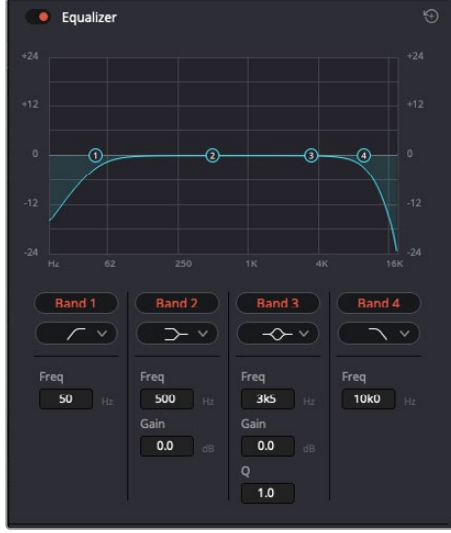 Equalizer
+24 +24
+12 +12
0 1 2 3 4 0
-12 -12
-24 -24
Hz 62 250 1K 4K 16K
Band 1 Band 2 Band 3 Band 4
Freq Freq Freq Freq
50 Hz 500 Hz 3k5 Hz 10k0 Hz
Gain Gain
0.0 dB 0.0 dB
Q
1.0